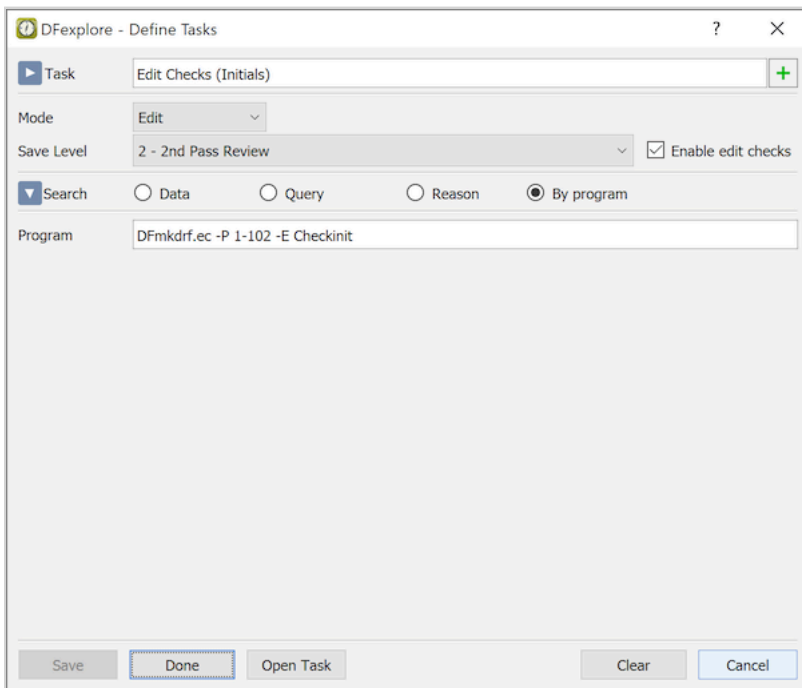 DFexplore - Define Tasks ?
Task Edit Checks (Initials)
Mode Edit
Save Level 2 - 2nd Pass Review Enable edit checks
Search Data Query Reason By program
Program DFmkdrf.ec -P 1-102 -E Checkinit
Save Done Open Task Clear Cancel